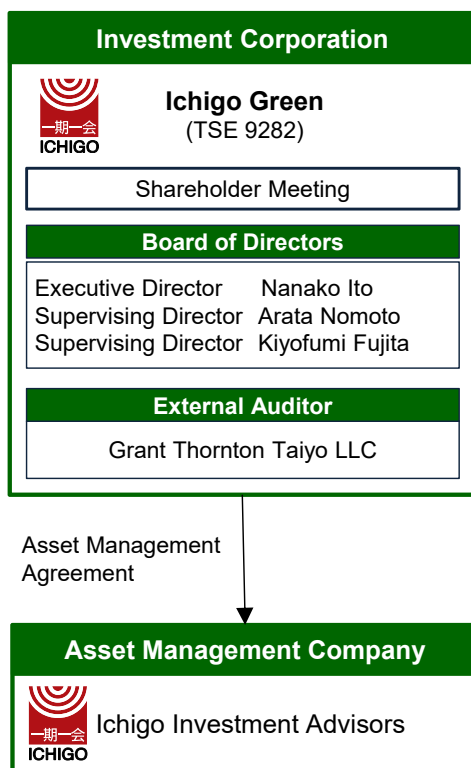 Investment Corporation
一期一会
ICHIGO
Ichigo Green
(TSE 9282)
Shareholder Meeting
Board of Directors
Executive Director Nanako Ito
Supervising Director Arata Nomoto
Supervising Director Kiyofumi Fujita
External Auditor
Grant Thornton Taiyo LLC
Asset Management
Agreement
Asset Management Company
一期一会
ICHIGO
Ichigo Investment Advisors